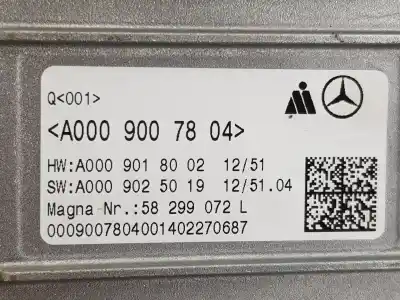 Q<001>
<A000 900 78 04>
HW:A000 901 80 02 12/51
SW:A000 902 50 19 12/51.04
Magna-Nr.:58 299 072 L
0009007804001402270687